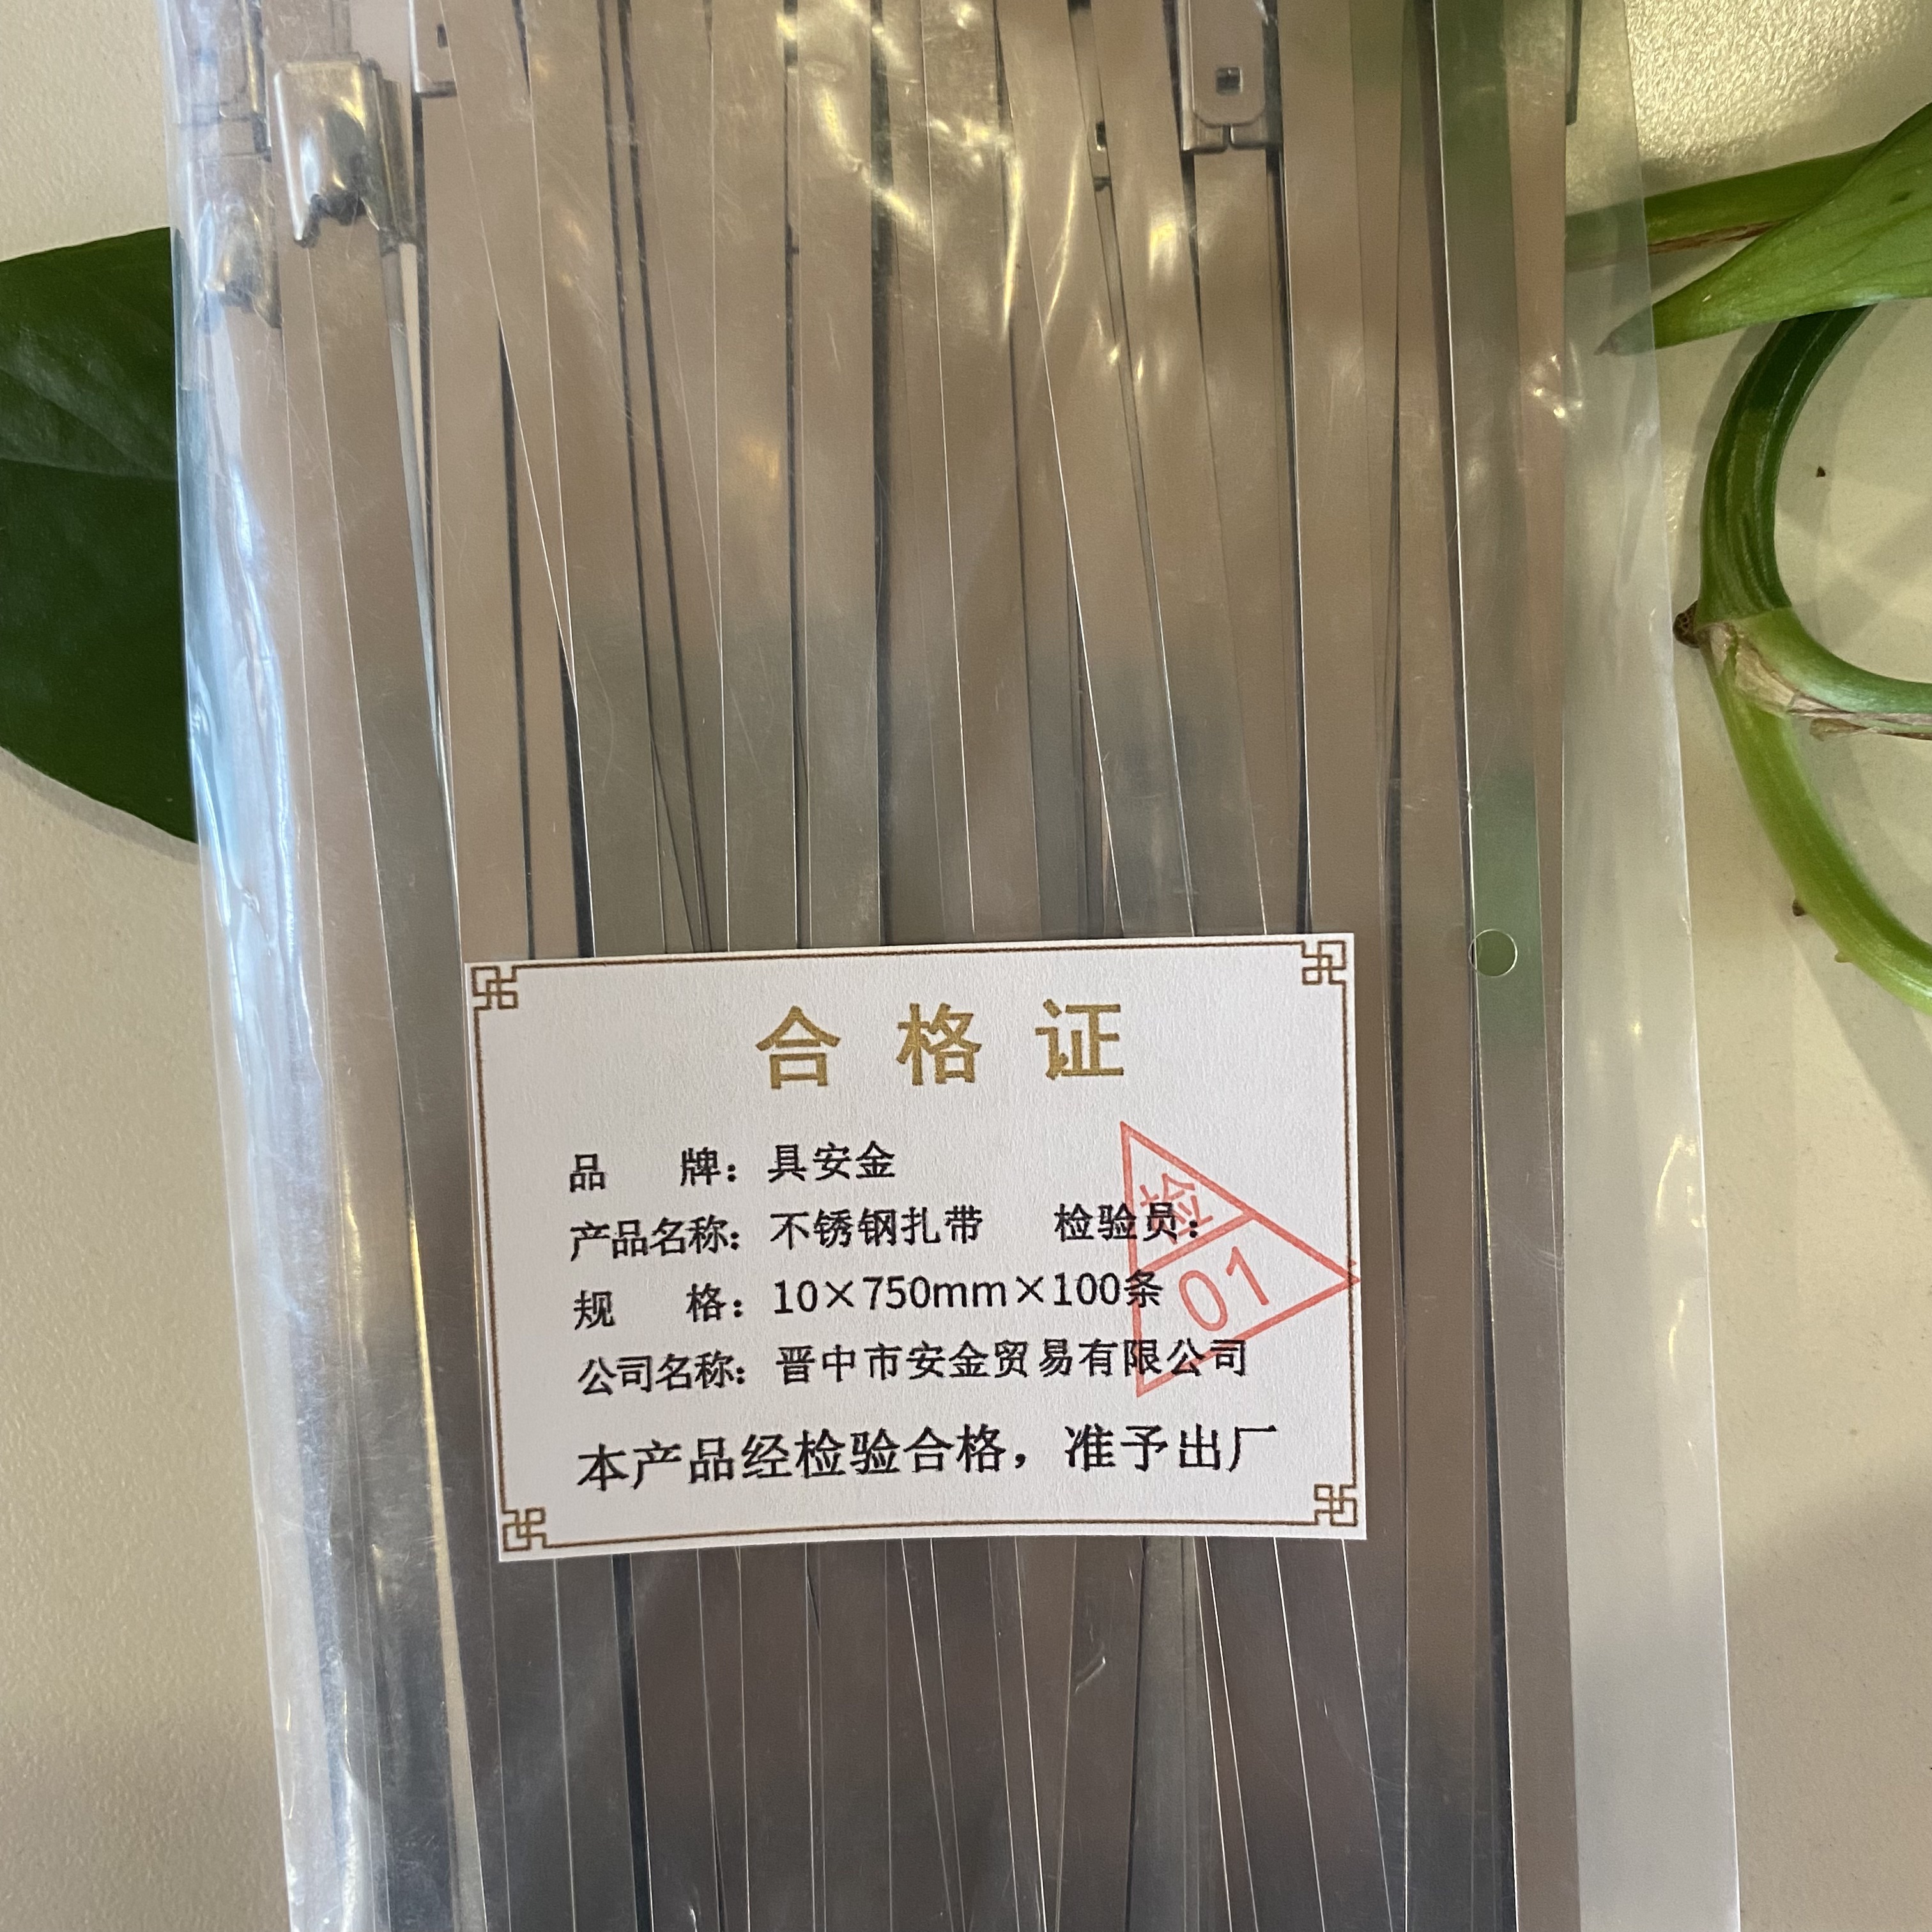 合格证
品 牌：具安金
产品名称：不锈钢扎带 检验员：
规 格：10×750mm×100条
公司名称：晋中市安金贸易有限公司
本产品经检验合格，准予出厂
检
01